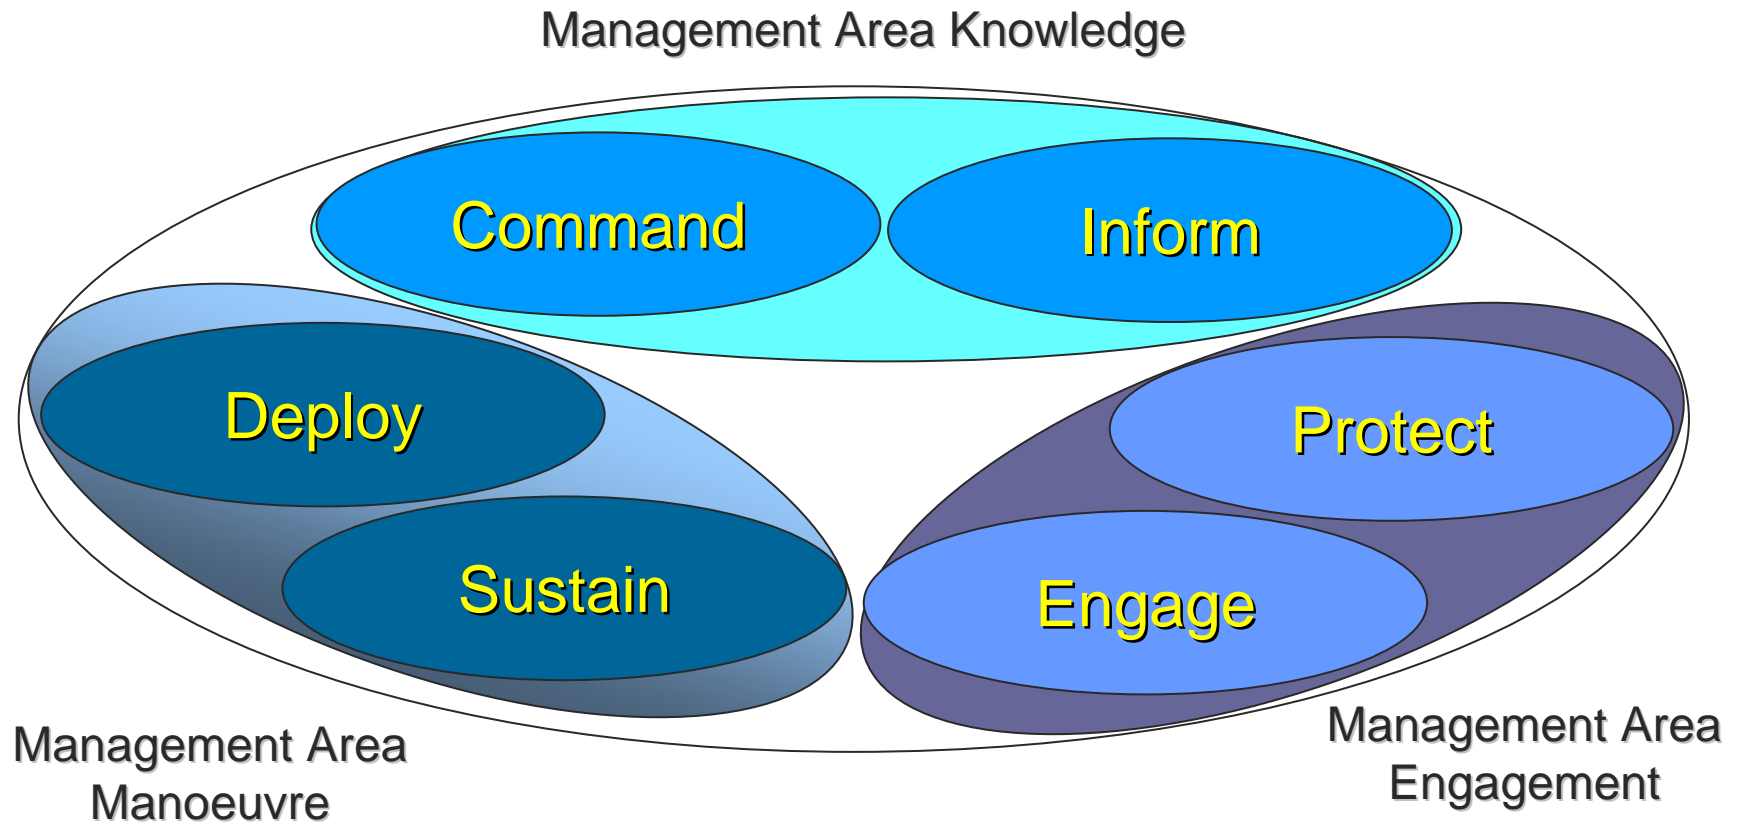 Management Area Knowledge
Command
Inform
Deploy
Protect
Sustain
Engage
Management Area
Manoeuvre
Management Area
Engagement